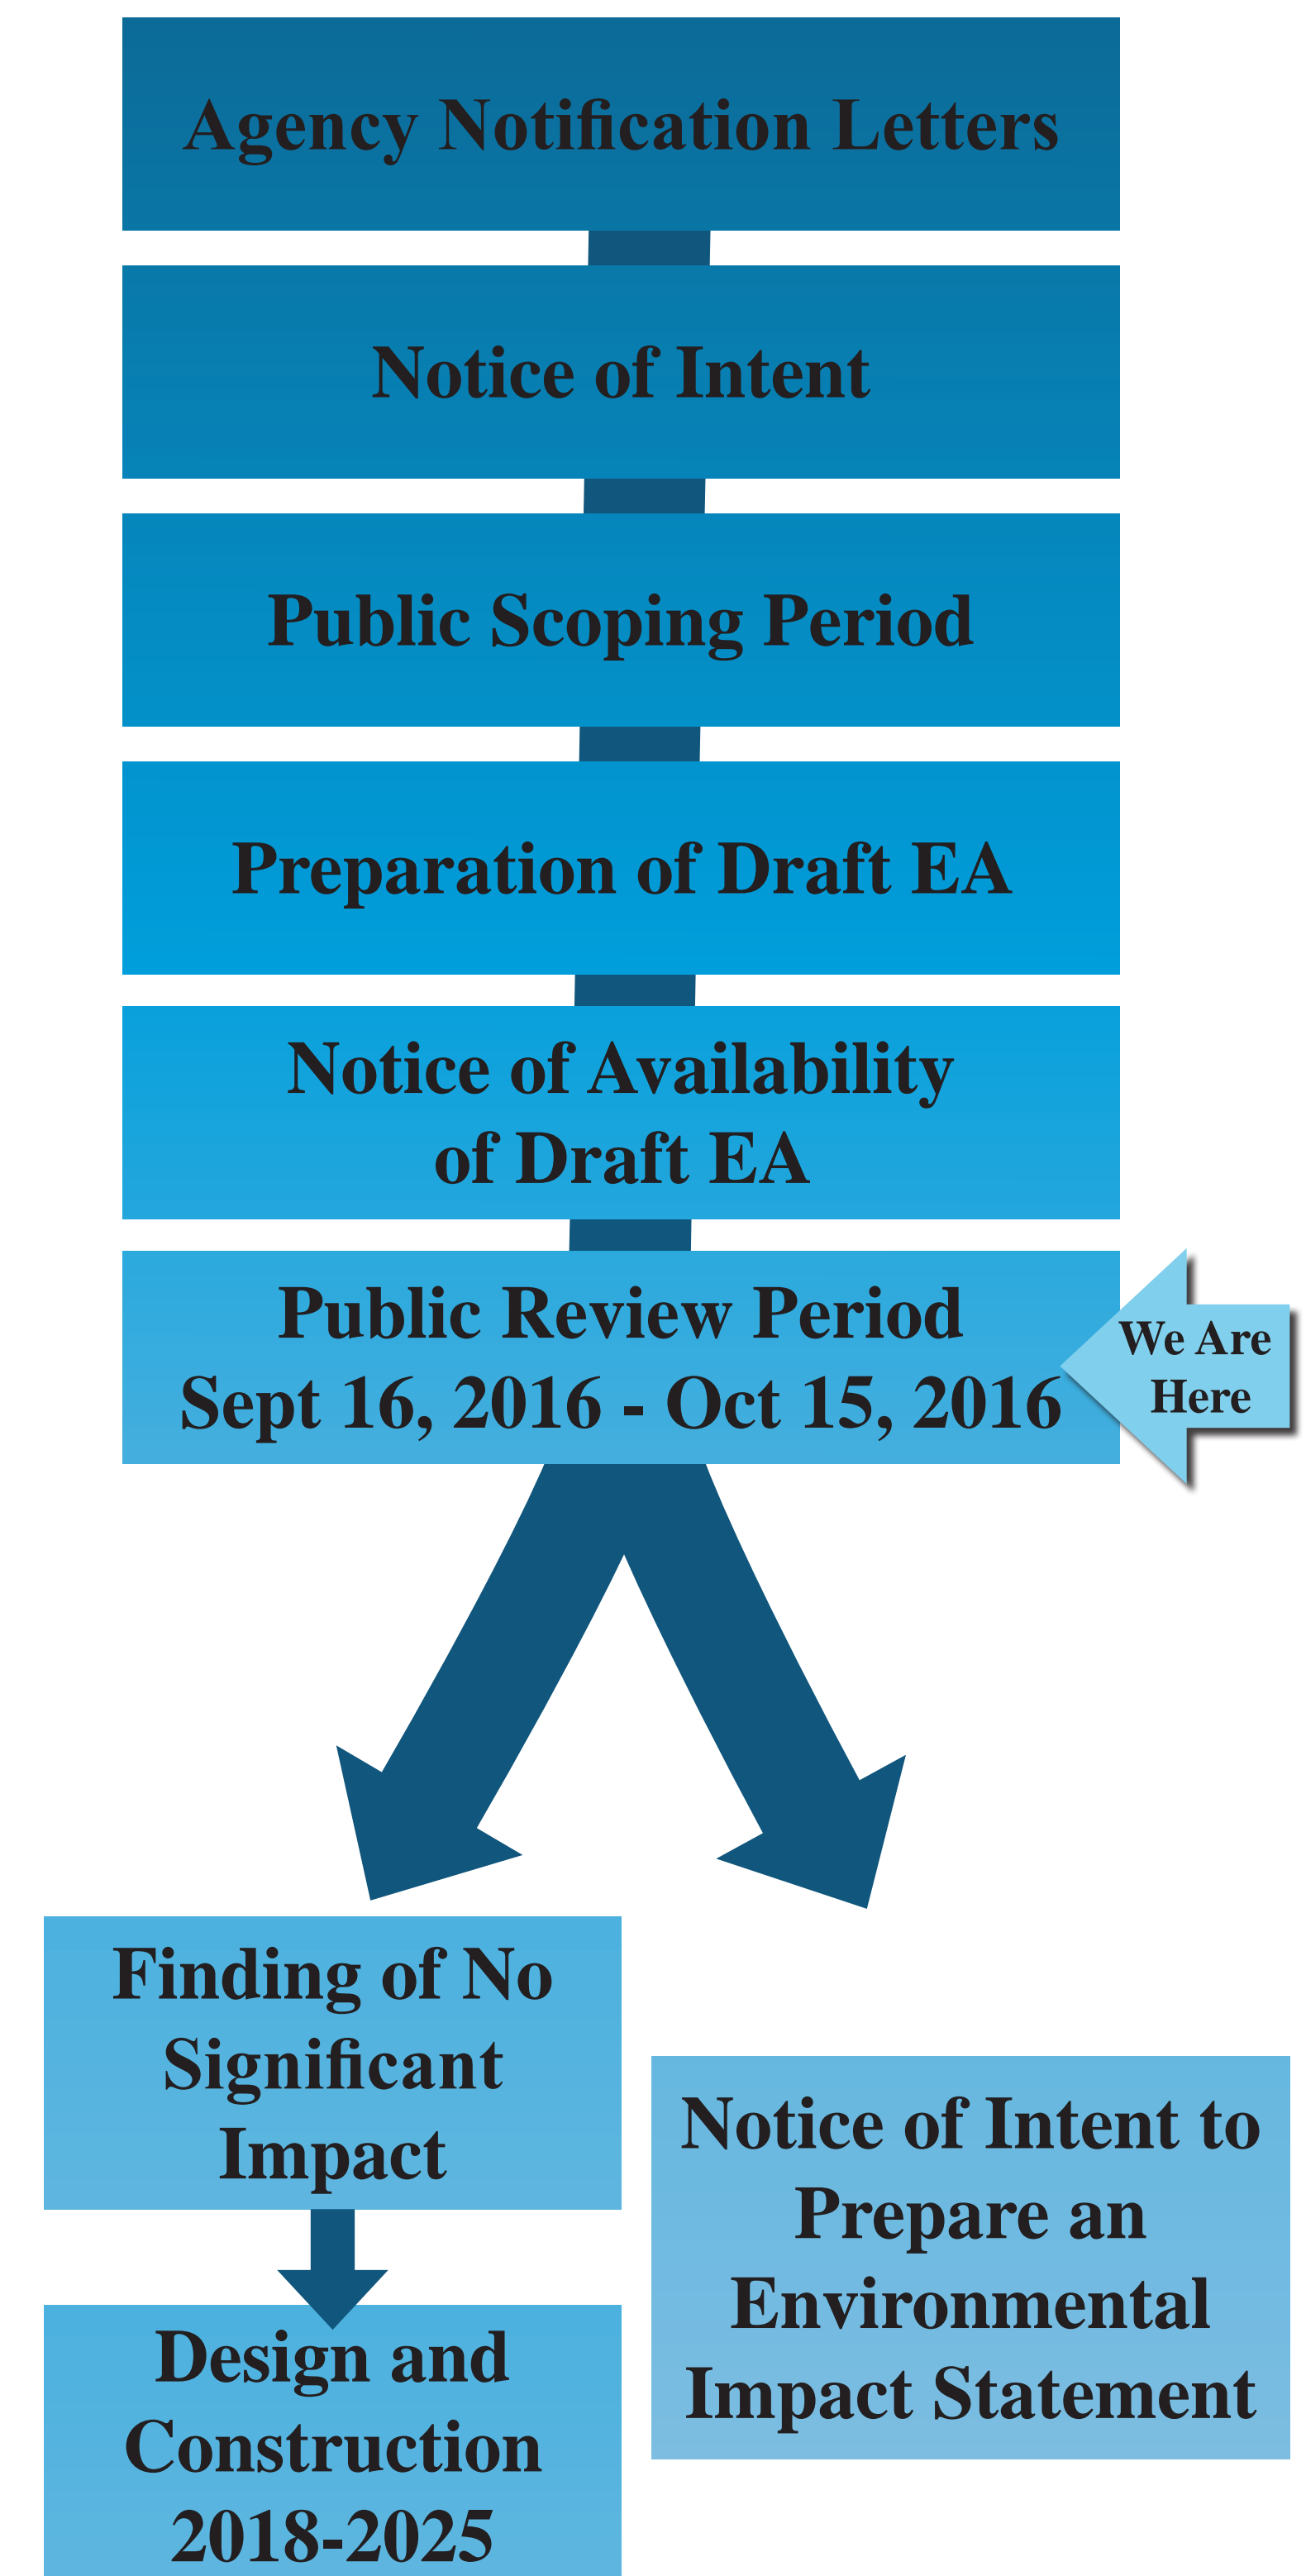 Agency Notification Letters
Notice of Intent
Public Scoping Period
Preparation of Draft EA
Notice of Availability
of Draft EA
Public Review Period
Sept 16, 2016 - Oct 15, 2016
We Are
Here
Finding of No
Significant
Impact
Design and
Construction
2018-2025
Notice of Intent to
Prepare an
Environmental
Impact Statement